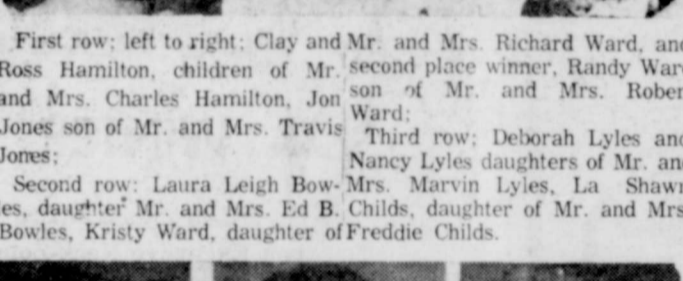 First row: left to right: Clay and
Ross Hamilton, children of Mr.
and Mrs. Charles Hamilton, Jon
Jones son of Mr. and Mrs. Travis
Jones;
Second row: Laura Leigh Bow-
les, daughter Mr. and Mrs. Ed B.
Bowles, Kristy Ward, daughter of
Mr. and Mrs. Richard Ward, and
second place winner, Randy Ward
son of Mr. and Mrs. Rober
Ward;
Third row: Deborah Lyles and
Nancy Lyles daughters of Mr. an
Mrs. Marvin Lyles, La Shawn
Childs, daughter of Mr. and Mrs
Freddie Childs.